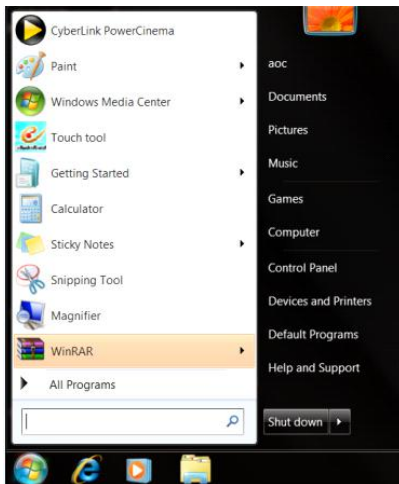 CyberLink PowerCinema
Paint
Windows Media Center
Touch tool
Getting Started
Calculator
Sticky Notes
Snipping Tool
Magnifier
WinRAR
All Programs
aoc
Documents
Pictures
Music
Games
Computer
Control Panel
Devices and Printers
Default Programs
Help and Support
Shut down